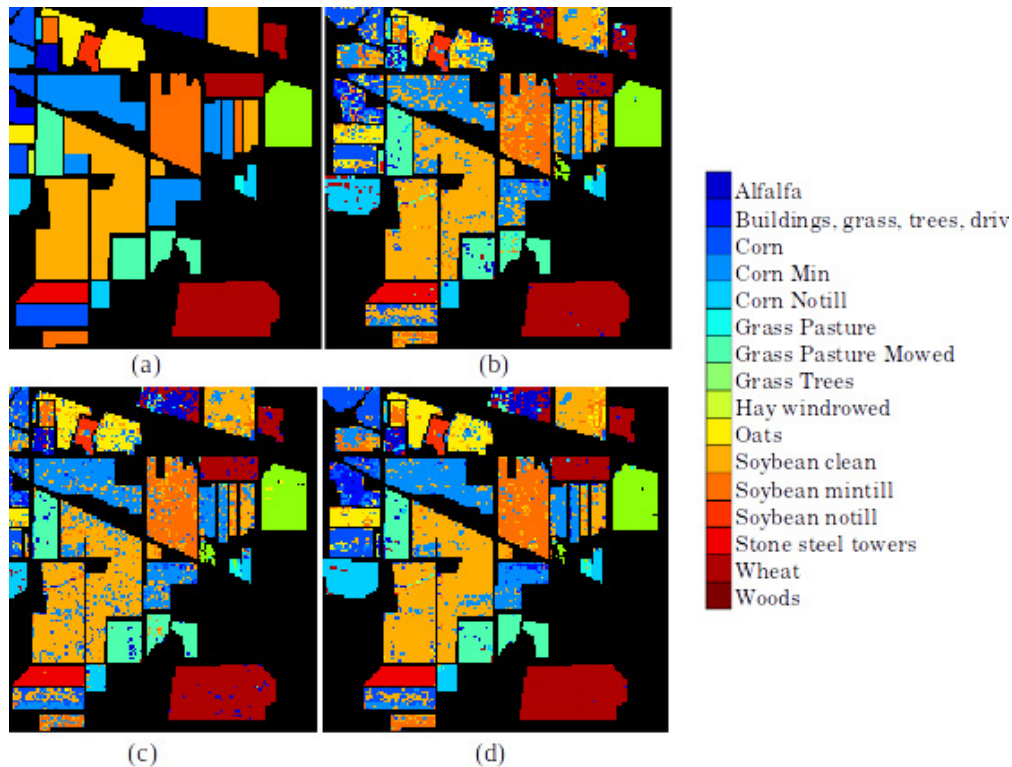 (a)
(b)
(c)
(d)
Alfalfa
Buildings, grass, trees, driv
Corn
Corn Min
Corn Notill
Grass Pasture
Grass Pasture Mowed
Grass Trees
Hay windrowed
Oats
Soybean clean
Soybean mintill
Soybean notill
Stone steel towers
Wheat
Woods